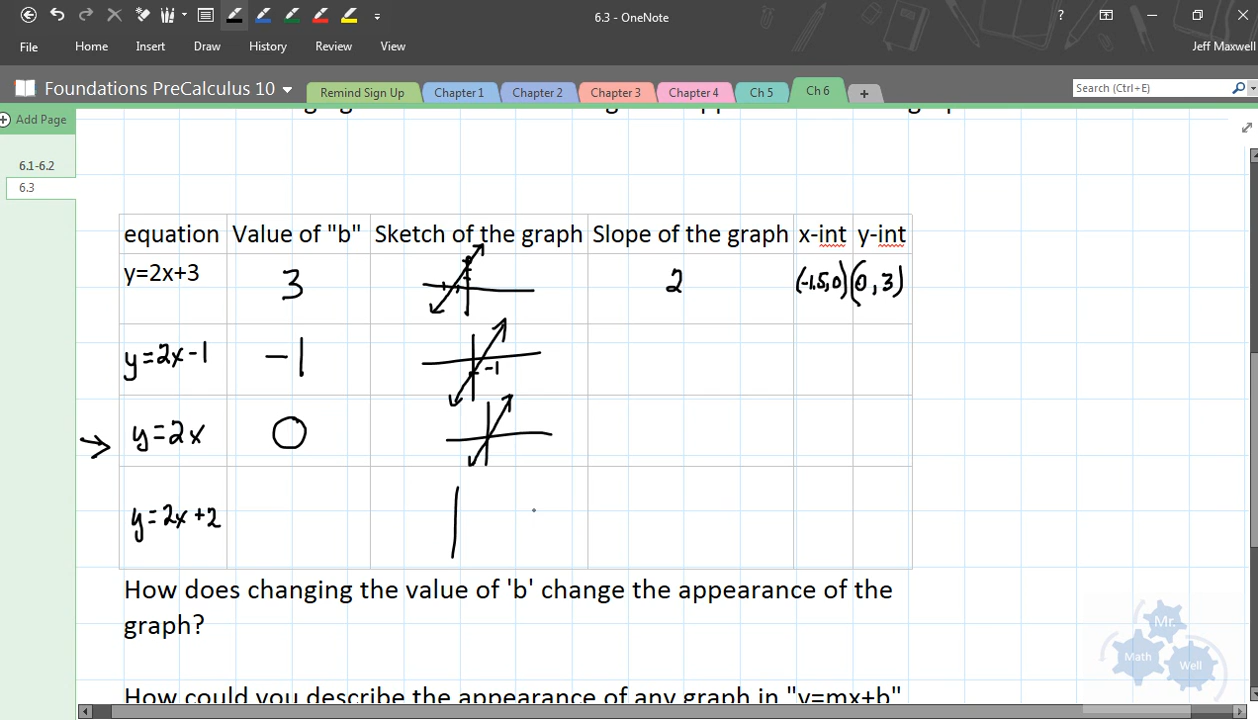 6.3 - OneNote
?
File Home Insert Draw History Review View
Jeff Maxwell
Foundations PreCalculus 10
Remind Sign Up Chapter 1 Chapter 2 Chapter 3 Chapter 4 Ch 5 Ch 6
Search (Ctrl+E)
Add Page
6.1-6.2
6.3
equation Value of "b" Sketch of the graph Slope of the graph x-int y-int
y=2x+3 3 2 (-1.5,0) (0,3)
y=2x-1 -1 -1
y=2x 0
y=2x+2
How does changing the value of 'b' change the appearance of the
graph?
How could you describe the appearance of any graph in "y=mx+b"
Mr.
Math
Well